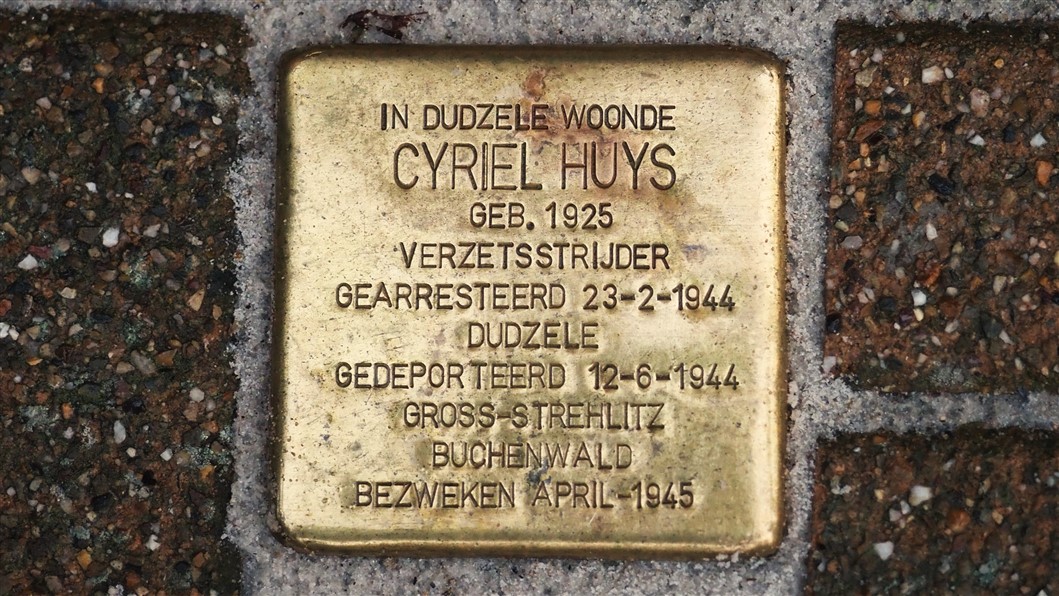 IN DUDZELE WOONDE
CYRIEL HUYS
GEB. 1925
VERZETSSTRIJDER
GEARRESTEERD 23-2-1944
DUDZELE
GEDEPORTEERD 12-6-1944
GROSS-STREHLITZ
BUCHENWALD
BEZWEKEN APRIL-1945